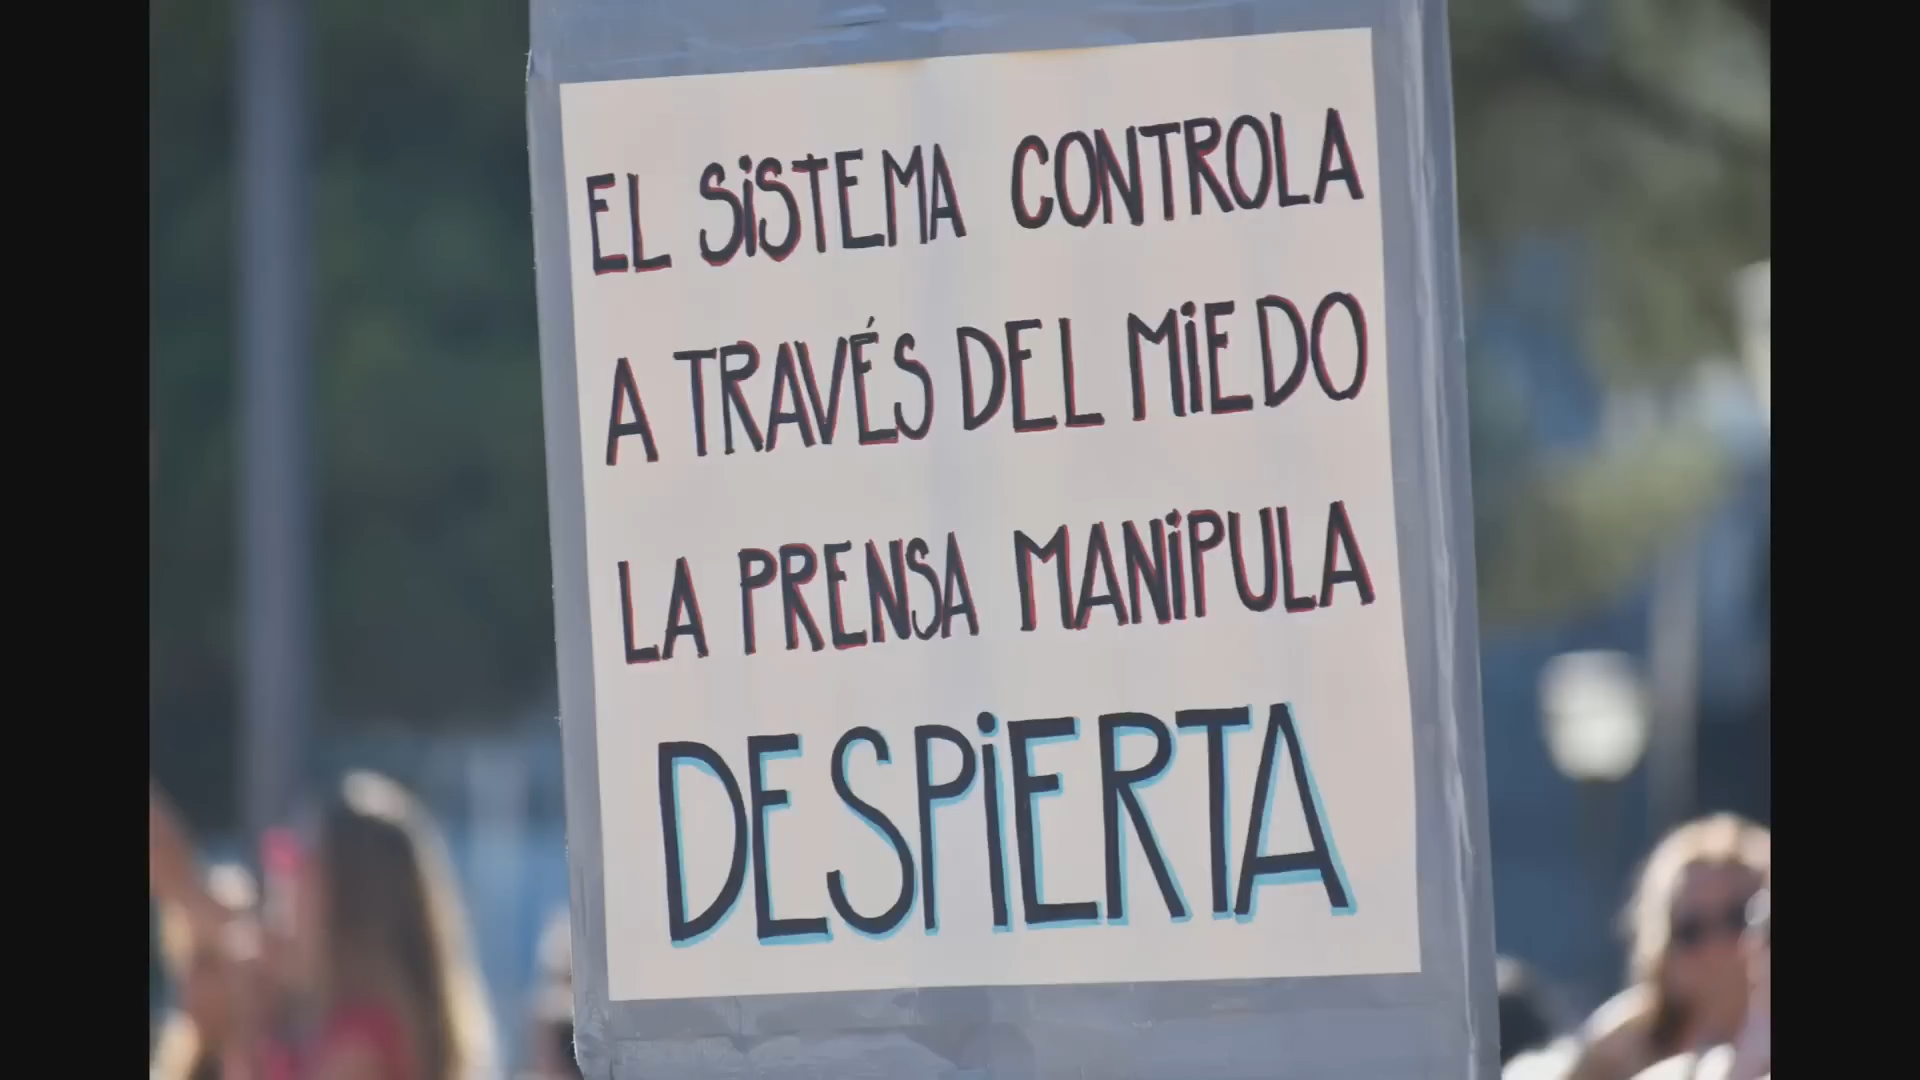 EL SiSTEMA CONTROLA
A TRAVÉS DEL MiEDO
LA PRENSA MANiPULA
DESPiERTA